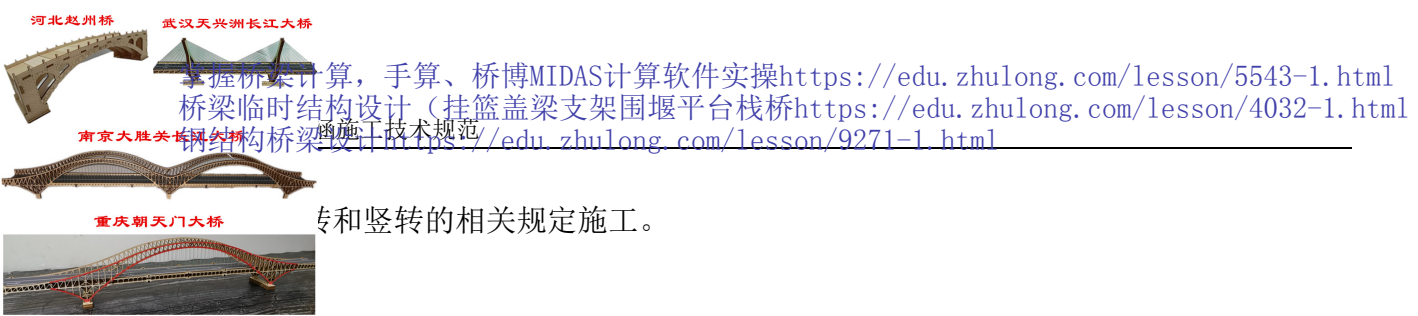 河北赵州桥
武汉天兴洲长江大桥
掌握桥梁计算，手算、桥博MIDAS计算软件实操https://edu.zhulong.com/lesson/5543-1.html
桥梁临时结构设计（挂篮盖梁支架围堰平台栈桥https://edu.zhulong.com/lesson/4032-1.html
涵施工技术规范
南京大胜关长江大桥
钢结构桥梁设计https://edu.zhulong.com/lesson/9271-1.html
转和竖转的相关规定施工。
重庆朝天门大桥